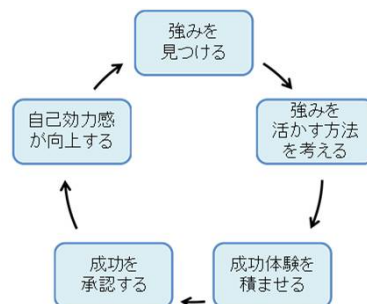 強みを
見つける
強みを
活かす方法
を考える
成功体験を
積ませる
成功を
承認する
自己効力感
が向上する